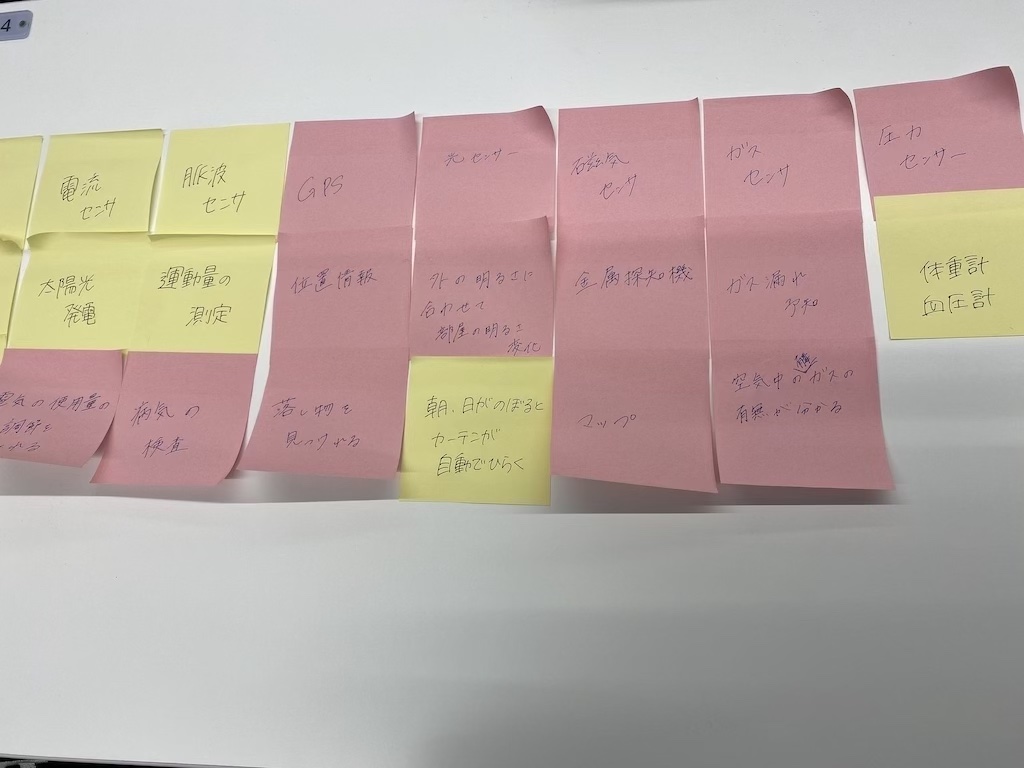 4
電流
センサ
脈波
センサ
GPS
光センサー
磁気
センサ
ガス
センサ
圧力
センサー
太陽光
発電
運動量の
測定
位置情報
外の明るさに
合わせて
部屋の明るさ
変化
金属探知機
ガス漏れ
予知
体重計
血圧計
気の使用量の
病気の
検査
落し物を
見つける
朝、日がのぼると
カーテンが
自動でひらく
マップ
空気中のガスの
有無が分かる